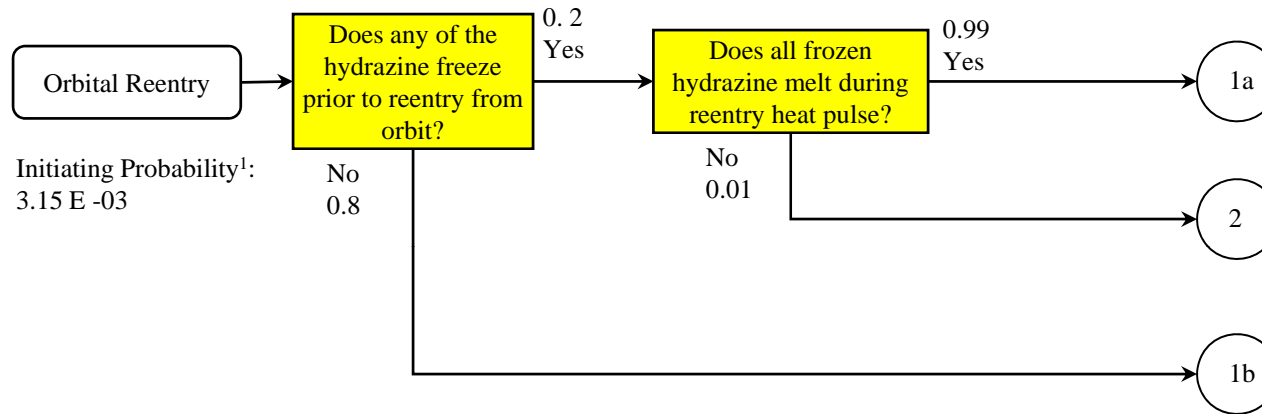 Orbital Reentry
Initiating Probability¹:
3.15 E -03
Does any of the
hydrazine freeze
prior to reentry from
orbit?
0. 2
Yes
No
0.8
Does all frozen
hydrazine melt during
reentry heat pulse?
0.99
Yes
No
0.01
1a
2
1b